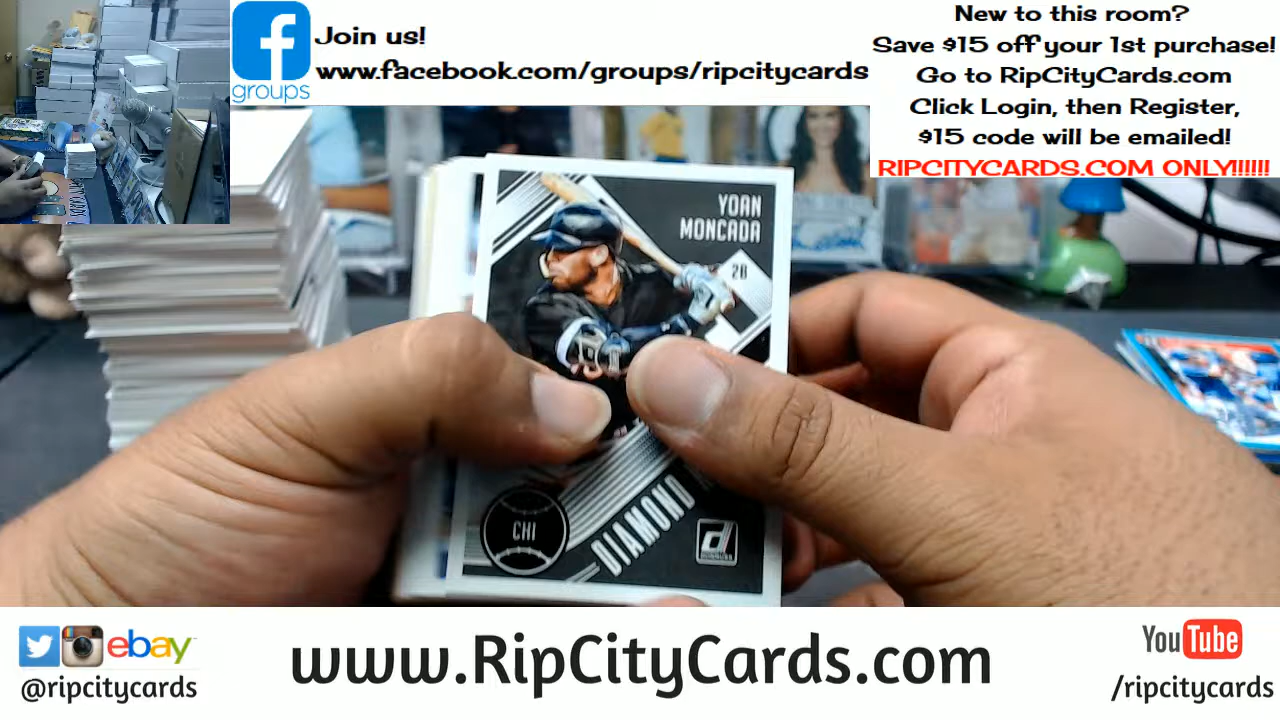 Join us!
www.facebook.com/groups/ripcitycards
groups
New to this room?
Save $15 off your 1st purchase!
Go to RipCityCards.com
Click Login, then Register,
$15 code will be emailed!
RIPCITYCARDS.COM ONLY!!!!!!
YOAN
MONCADA
2B
CHI
DIAMOND
ebay
@ripcitycards
www.RipCityCards.com
YouTube
/ripcitycards